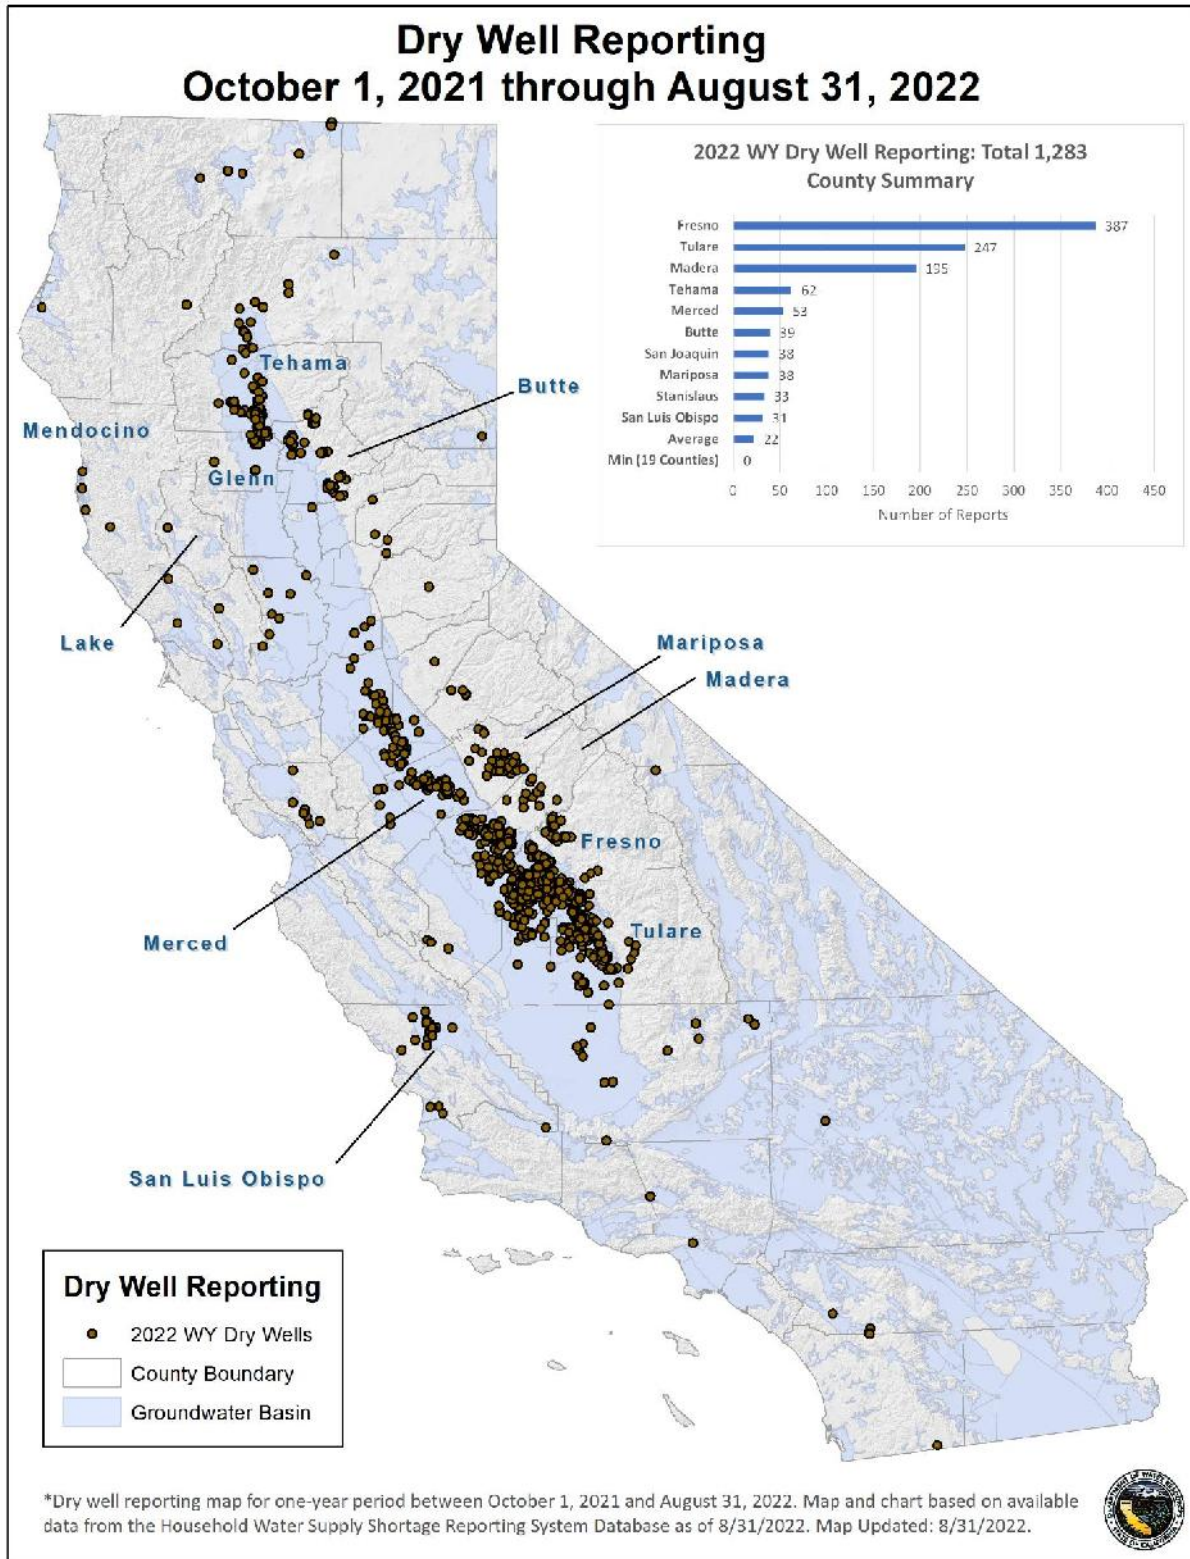 Dry Well Reporting
October 1, 2021 through August 31, 2022
2022 WY Dry Well Reporting: Total 1,283
County Summary
Fresno 387
Tulare 247
Madera 195
Tehama 62
Merced 53
Butte 39
San Joaquin 38
Mariposa 38
Stanislaus 33
San Luis Obispo 31
Average 22
Min (19 Counties) 0
0 50 100 150 200 250 300 350 400 450
Number of Reports
Tehama
Butte
Mendocino
Glenn
Lake
Mariposa
Madera
Fresno
Merced
Tulare
San Luis Obispo
Dry Well Reporting
2022 WY Dry Wells
County Boundary
Groundwater Basin
*Dry well reporting map for one-year period between October 1, 2021 and August 31, 2022. Map and chart based on available
data from the Household Water Supply Shortage Reporting System Database as of 8/31/2022. Map Updated: 8/31/2022.